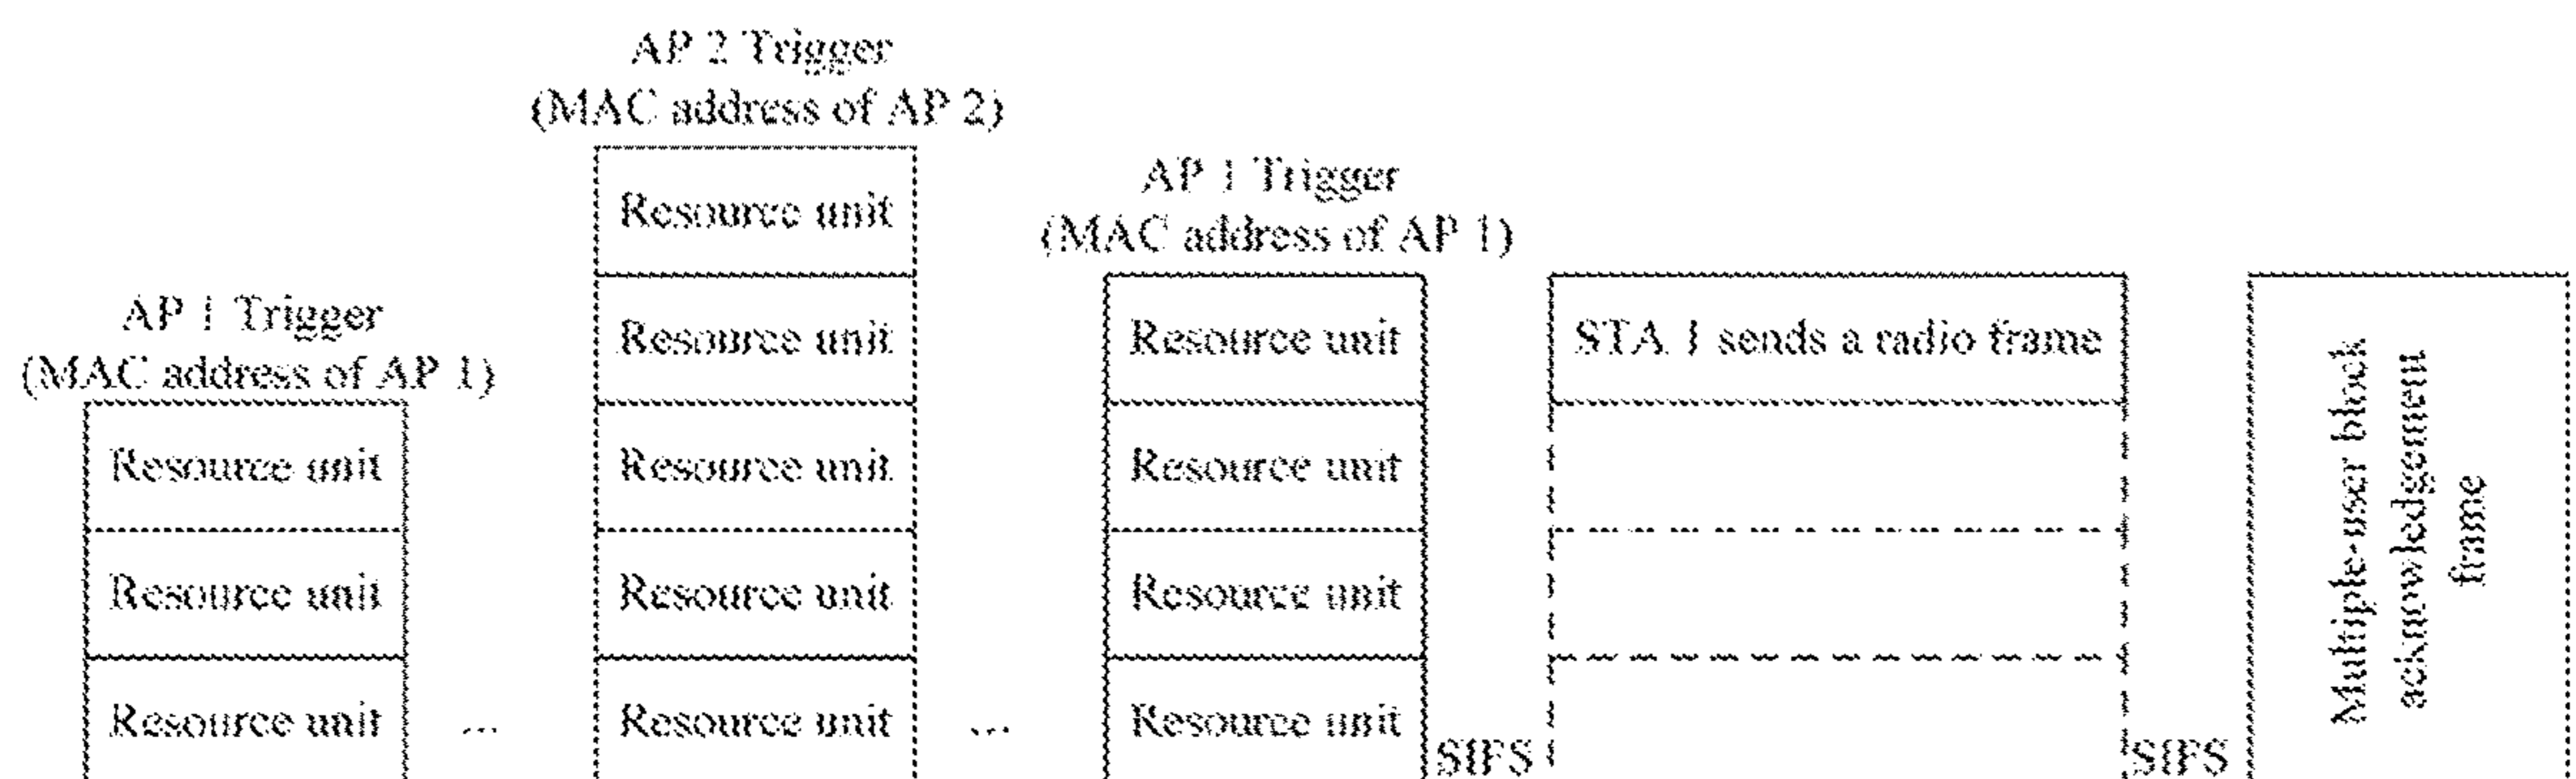 AP 1 Trigger
(MAC address of AP 1)
Resource unit
Resource unit
Resource unit
...
AP 2 Trigger
(MAC address of AP 2)
Resource unit
Resource unit
Resource unit
Resource unit
Resource unit
...
AP 1 Trigger
(MAC address of AP 1)
Resource unit
Resource unit
Resource unit
Resource unit
SIFS
STA 1 sends a radio frame
SIFS
Multiple-user block
acknowledgement
frame